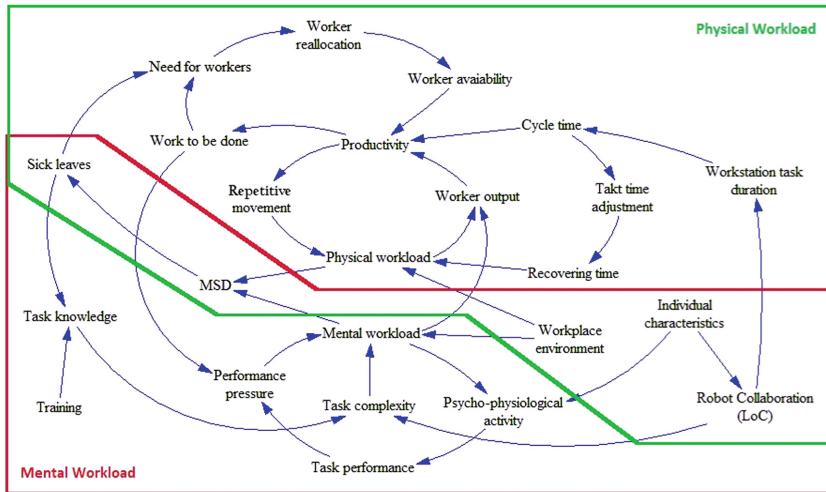 Worker
reallocation
Physical Workload
Need for workers
Worker avaiability
Work to be done
Productivity
Cycle time
Sick leaves
Workstation task
duration
Repetitive
movement
Worker output
Takt time
adjustment
Physical workload
Recovering time
MSD
Task knowledge
Mental workload
Workplace
environment
Individual
characteristics
Performance
pressure
Training
Task complexity
Psycho-physiological
activity
Robot Collaboration
(LoC)
Task performance
Mental Workload